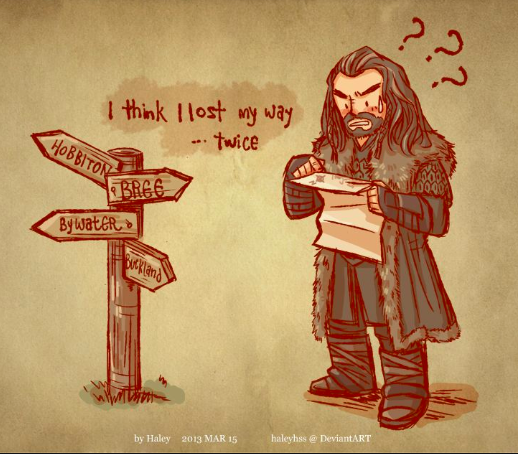 ? ? ?
I think I lost my way
... twice
HOBBITON
BREE
BywateR
Buckland
by Haley 2013 MAR 15 haleyhss @ DeviantART